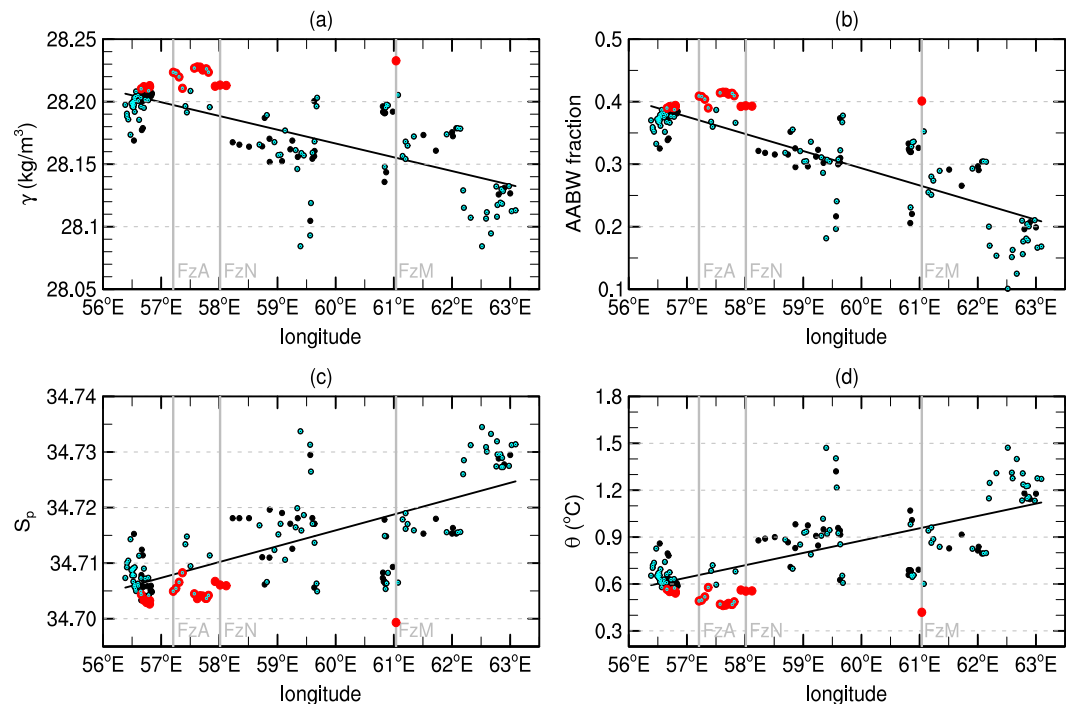 (a)
28.25
28.20
28.15
28.10
28.05
γ (kg/m³)
FzA FzN FzM
56°E 57°E 58°E 59°E 60°E 61°E 62°E 63°E
longitude
(b)
0.5
0.4
0.3
0.2
0.1
AABW fraction
FzA FzN FzM
56°E 57°E 58°E 59°E 60°E 61°E 62°E 63°E
longitude
(c)
34.74
34.73
34.72
34.71
34.70
Sₚ
FzA FzN FzM
56°E 57°E 58°E 59°E 60°E 61°E 62°E 63°E
longitude
(d)
1.8
1.5
1.2
0.9
0.6
0.3
θ (°C)
FzA FzN FzM
56°E 57°E 58°E 59°E 60°E 61°E 62°E 63°E
longitude